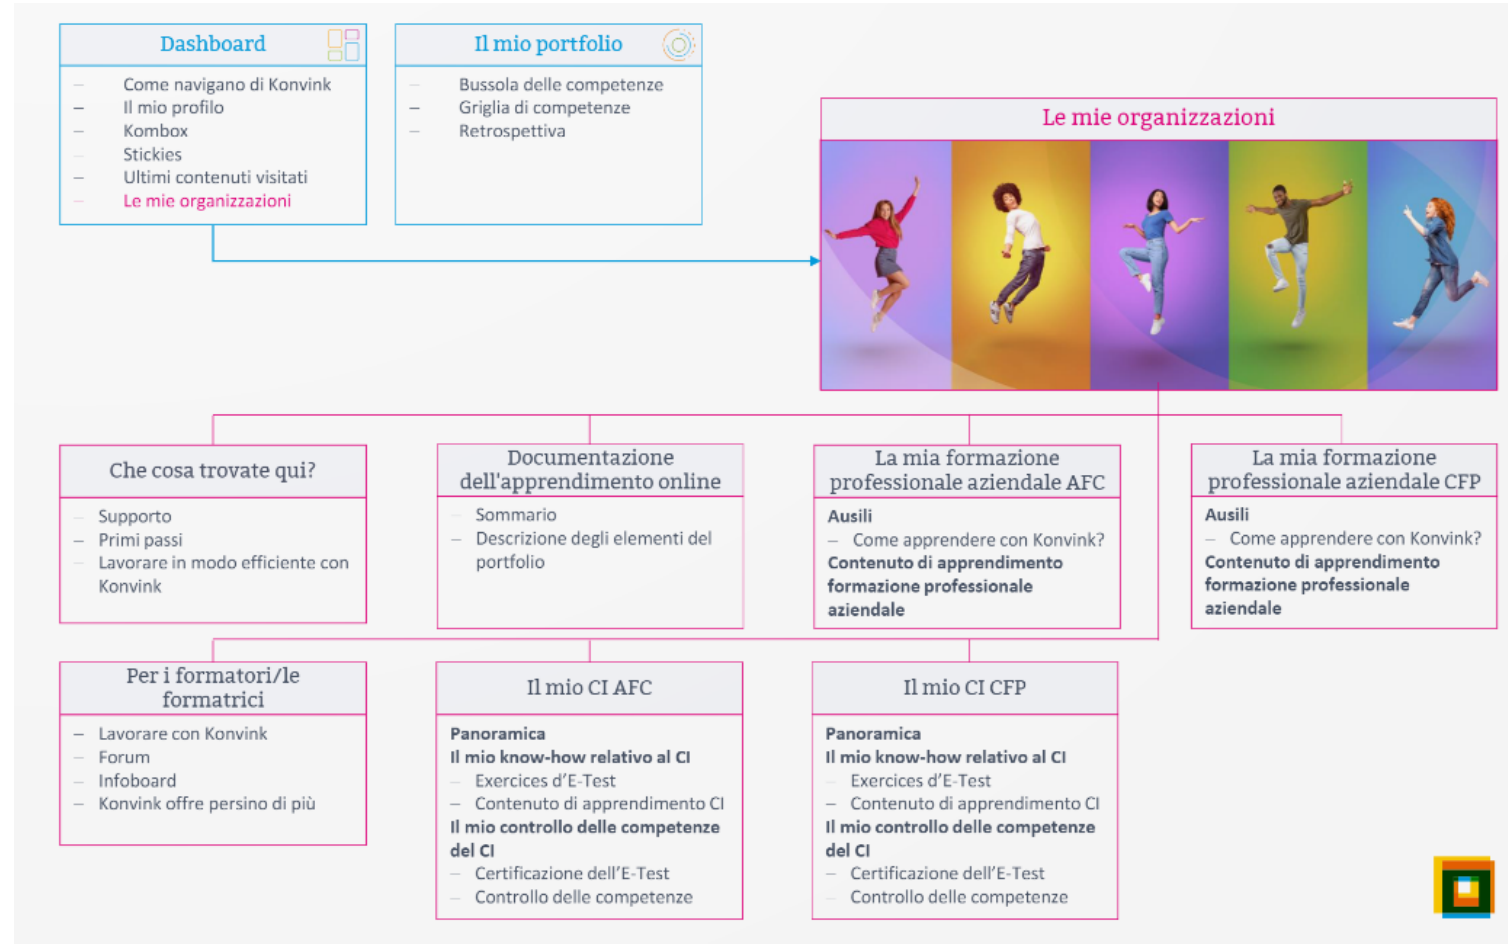 Dashboard
Come navigano di Konvink
Il mio profilo
Kombox
Stickies
Ultimi contenuti visitati
Le mie organizzazioni
Il mio portfolio
Bussola delle competenze
Griglia di competenze
Retrospettiva
Le mie organizzazioni
Che cosa trovate qui?
– Supporto
– Primi passi
– Lavorare in modo efficiente con
Konvink
Documentazione
dell'apprendimento online
– Sommario
– Descrizione degli elementi del
portfolio
La mia formazione
professionale aziendale AFC
Ausili
– Come apprendere con Konvink?
Contenuto di apprendimento
formazione professionale
aziendale
La mia formazione
professionale aziendale CFP
Ausili
– Come apprendere con Konvink?
Contenuto di apprendimento
formazione professionale
aziendale
Per i formatori/le
formatrici
– Lavorare con Konvink
– Forum
– Infoboard
– Konvink offre persino di più
Il mio CI AFC
Panoramica
Il mio know-how relativo al CI
– Exercices d'E-Test
– Contenuto di apprendimento CI
Il mio controllo delle competenze
del CI
– Certificazione dell'E-Test
– Controllo delle competenze
Il mio CI CFP
Panoramica
Il mio know-how relativo al CI
– Exercices d'E-Test
– Contenuto di apprendimento CI
Il mio controllo delle competenze
del CI
– Certificazione dell'E-Test
– Controllo delle competenze